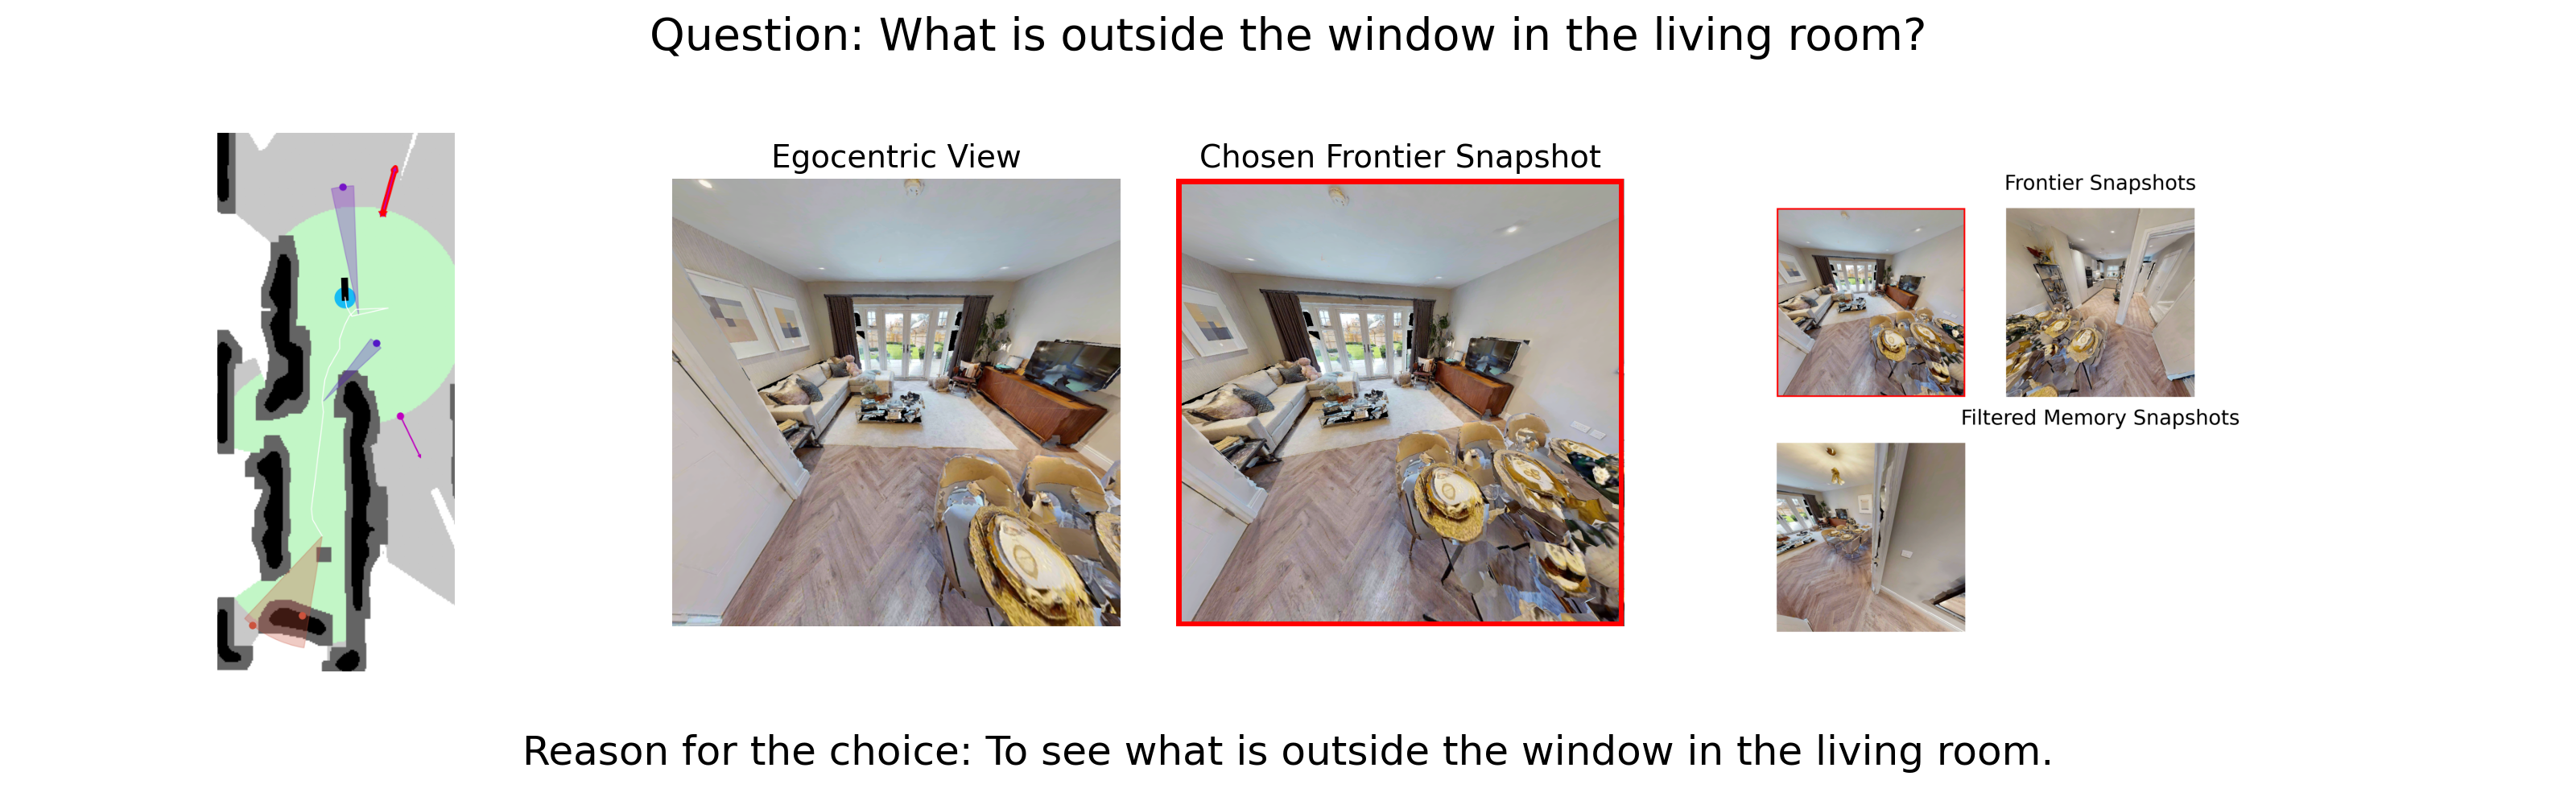 Question: What is outside the window in the living room?
Egocentric View
Chosen Frontier Snapshot
Frontier Snapshots
Filtered Memory Snapshots
Reason for the choice: To see what is outside the window in the living room.